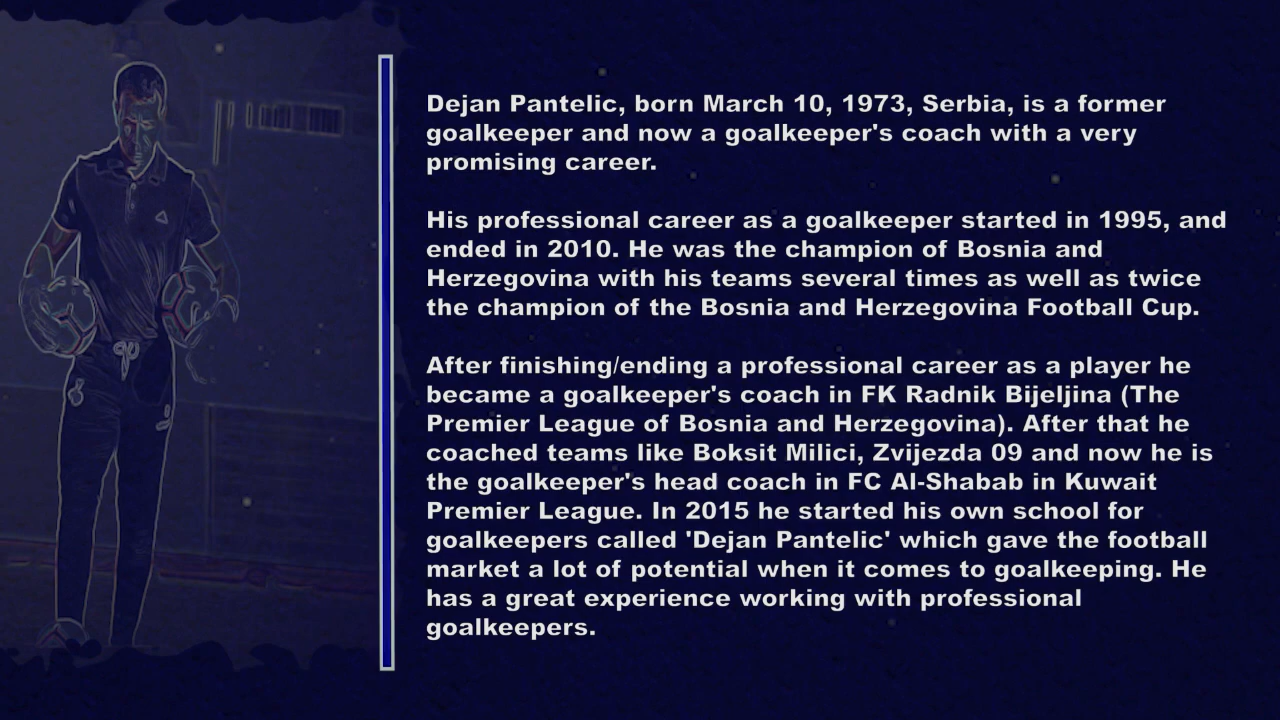 Dejan Pantelic, born March 10, 1973, Serbia, is a former
goalkeeper and now a goalkeeper's coach with a very
promising career.
His professional career as a goalkeeper started in 1995, and
ended in 2010. He was the champion of Bosnia and
Herzegovina with his teams several times as well as twice
the champion of the Bosnia and Herzegovina Football Cup.
After finishing/ending a professional career as a player he
became a goalkeeper's coach in FK Radnik Bijeljina (The
Premier League of Bosnia and Herzegovina). After that he
coached teams like Boksit Milici, Zvijezda 09 and now he is
the goalkeeper's head coach in FC Al-Shabab in Kuwait
Premier League. In 2015 he started his own school for
goalkeepers called 'Dejan Pantelic' which gave the football
market a lot of potential when it comes to goalkeeping. He
has a great experience working with professional
goalkeepers.